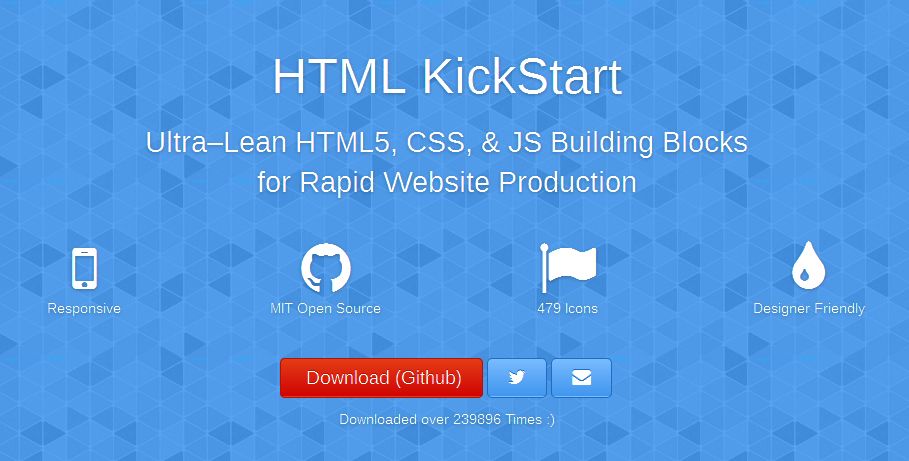 HTML KickStart
Ultra–Lean HTML5, CSS, & JS Building Blocks
for Rapid Website Production
Responsive
MIT Open Source
479 Icons
Designer Friendly
Download (Github)
Downloaded over 239896 Times :)